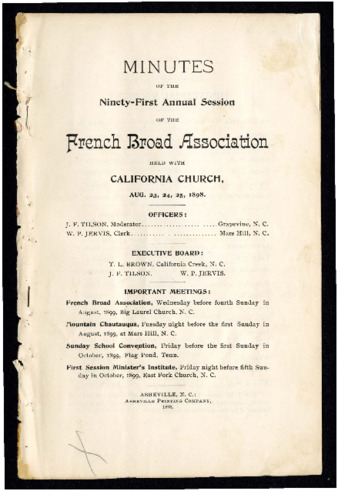 MINUTES
OF THE
Ninety-First Annual Session
OF THE
French Broad Association
HELD WITH
CALIFORNIA CHURCH,
AUG. 23, 24, 25, 1898.
OFFICERS:
J. F. TILSON, Moderator...................... Grapevine, N. C.
W. P. JERVIS, Clerk.......... . ............ Mars Hill, N. C.
EXECUTIVE BOARD:
T. L. BROWN, California Creek, N. C.
J. F. TILSON. W. P. JERVIS.
IMPORTANT MEETINGS:
French Broad Association, Wednesday before fourth Sunday in
August, 1899, Big Laurel Church, N. C.
Mountain Chautauqua, Tuesday night before the first Sunday in
August, 1899, at Mars Hill, N. C.
Sunday School Convention, Friday before the first Sunday in
October, 1899, Flag Pond, Tenn.
First Session Minister's Institute, Friday night before fifth Sun-
day in October, 1899, East Fork Church, N. C.
ASHEVILLE, N. C.:
ASHEVILLE PRINTING COMPANY,
1898.